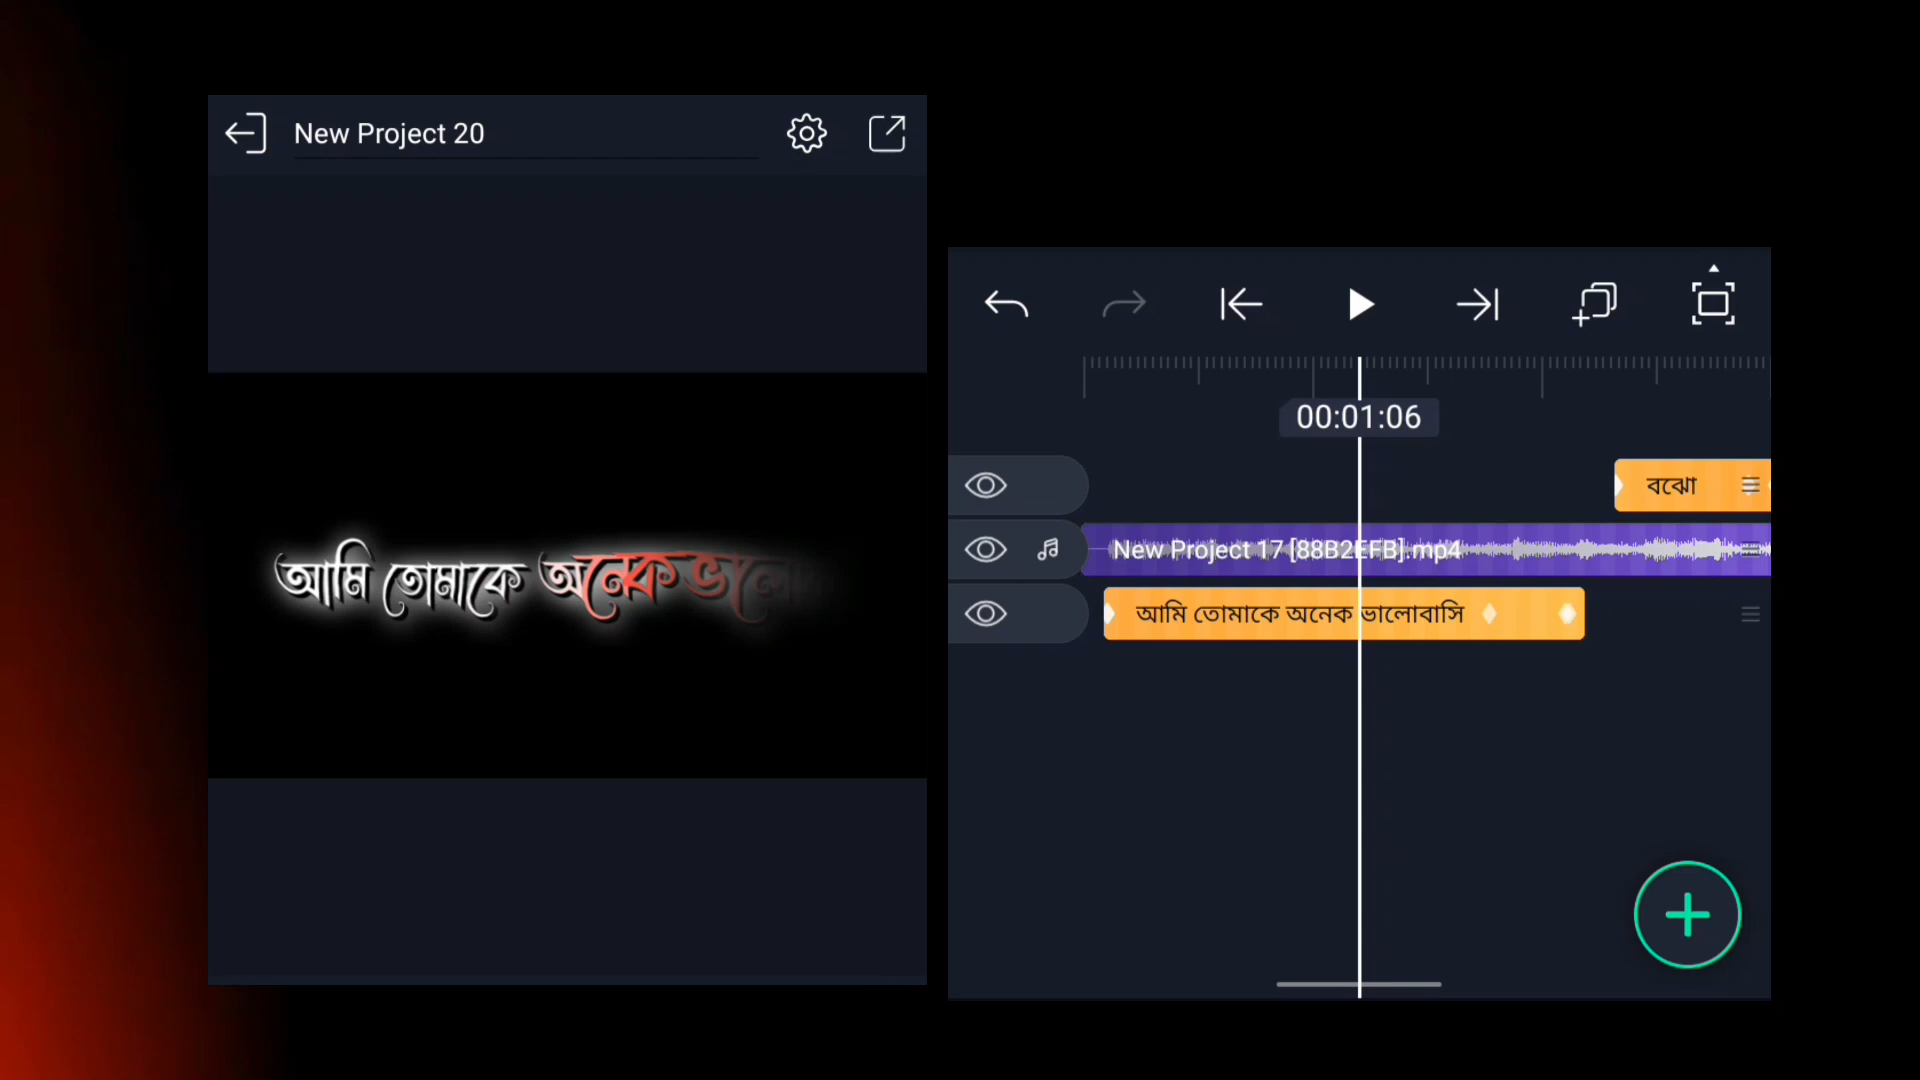 New Project 20
আমি তোমাকে অনেক ভালো
00:01:06
বঝো
New Project 17 [88B2EFB].mp4
আমি তোমাকে অনেক ভালোবাসি